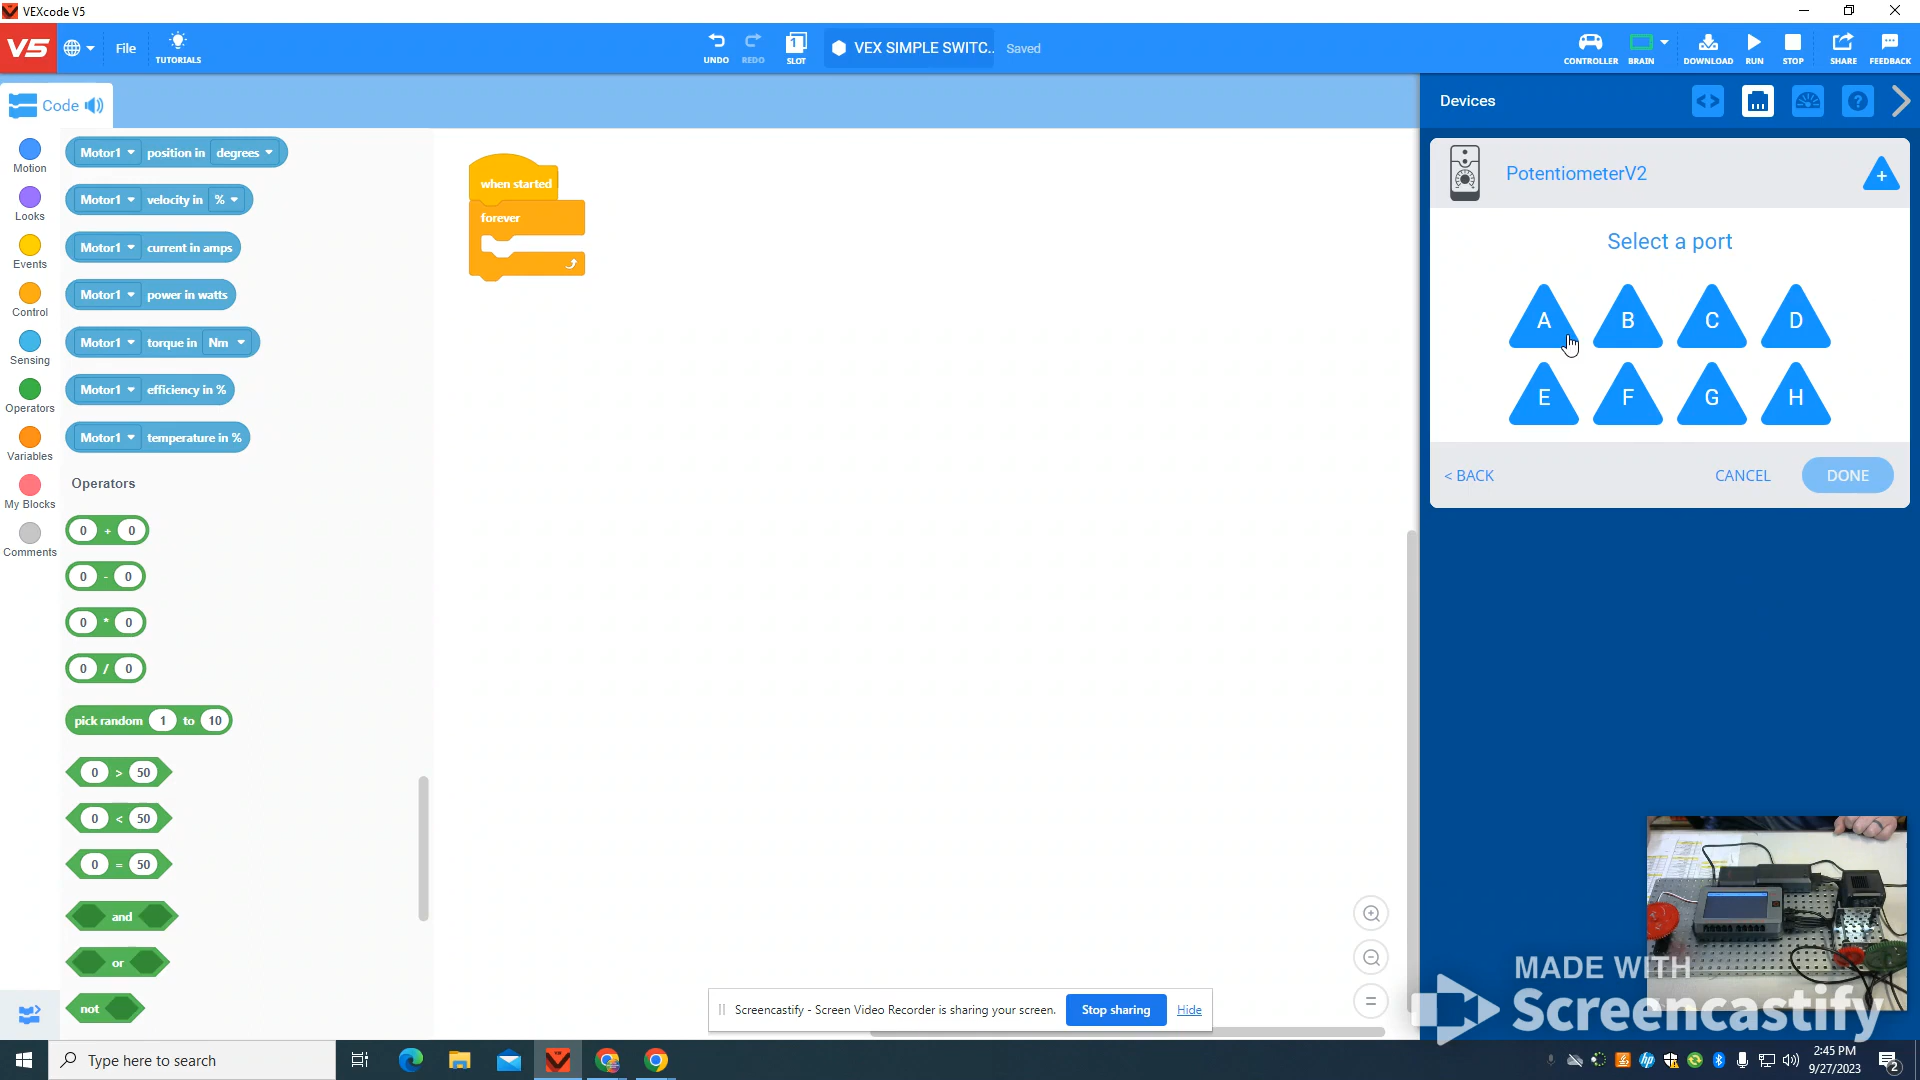 VEXcode V5
V5
File
TUTORIALS
UNDO
REDO
1
SLOT
VEX SIMPLE SWITC..
Saved
CONTROLLER
BRAIN
DOWNLOAD
RUN
STOP
SHARE
FEEDBACK
Code
Devices
Motion
Looks
Events
Control
Sensing
Operators
Variables
My Blocks
Comments
Motor1 position in degrees
Motor1 velocity in %
Motor1 current in amps
Motor1 power in watts
Motor1 torque in Nm
Motor1 efficiency in %
Motor1 temperature in %
Operators
0 + 0
0 - 0
0 * 0
0 / 0
pick random 1 to 10
0 > 50
0 < 50
0 = 50
and
or
not
when started
forever
PotentiometerV2
+
Select a port
A B C D
E F G H
< BACK
CANCEL
DONE
Screencastify - Screen Video Recorder is sharing your screen.
Stop sharing
Hide
MADE WITH
Screencastify
Type here to search
2:45 PM
9/27/2023
2